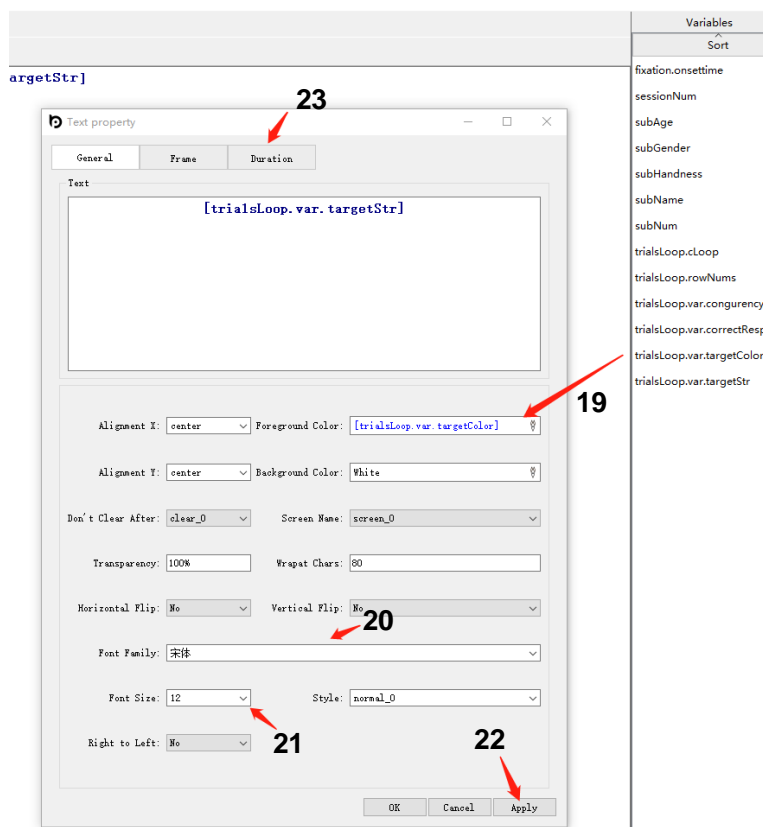 Variables
Sort
argetStr]
fixation.onsettime
sessionNum
subAge
subGender
subHandness
subName
subNum
trialsLoop.cLoop
trialsLoop.rowNums
trialsLoop.var.congurency
trialsLoop.var.correctResp
trialsLoop.var.targetColor
trialsLoop.var.targetStr
23
Text property
General Frame Duration
Text
[trialsLoop.var.targetStr]
19
Alignment X: center Foreground Color: [trialsLoop.var.targetColor]
Alignment Y: center Background Color: White
Don't Clear After: clear_0 Screen Name: screen_0
Transparency: 100% Wrapat Chars: 80
Horizontal Flip: No Vertical Flip: No
20
Font Family: 宋体
Font Size: 12 Style: normal_0
21
Right to Left: No
22
OK Cancel Apply